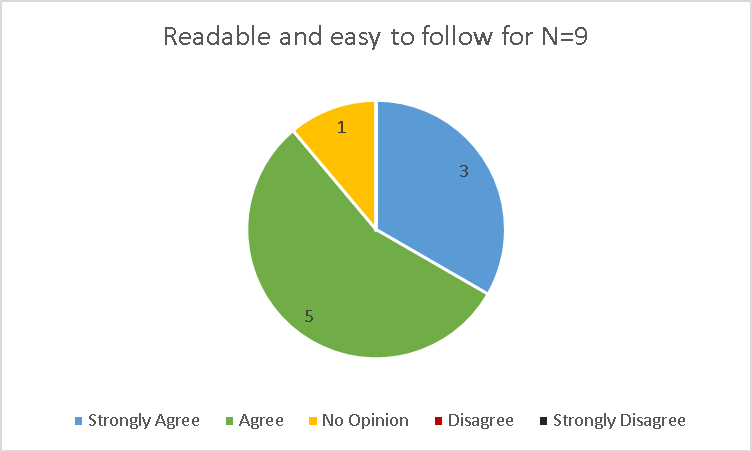 Readable and easy to follow for N=9
1
3
5
Strongly Agree Agree No Opinion Disagree Strongly Disagree